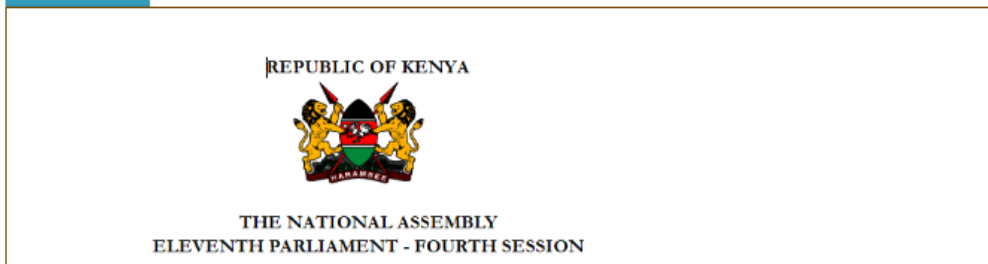 REPUBLIC OF KENYA
HARAMBEE
THE NATIONAL ASSEMBLY
ELEVENTH PARLIAMENT - FOURTH SESSION